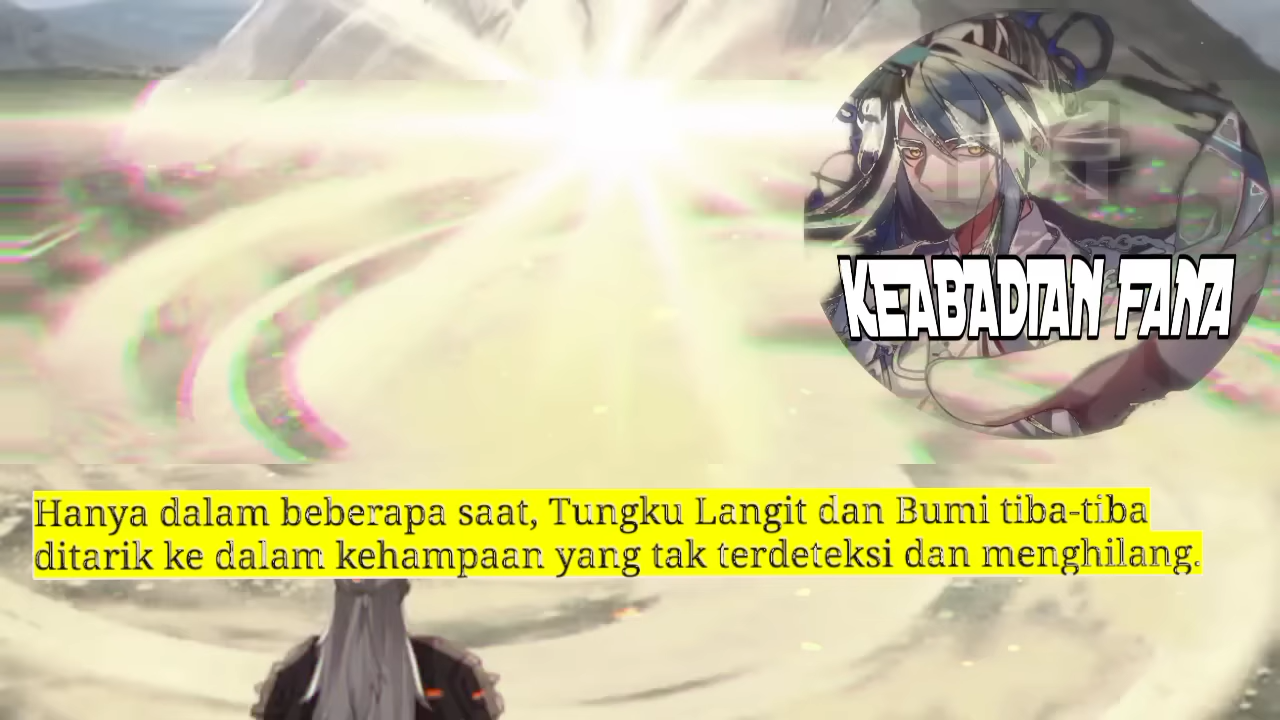 KEABADIAN FANA
Hanya dalam beberapa saat, Tungku Langit dan Bumi tiba-tiba
ditarik ke dalam kehampaan yang tak terdeteksi dan menghilang.